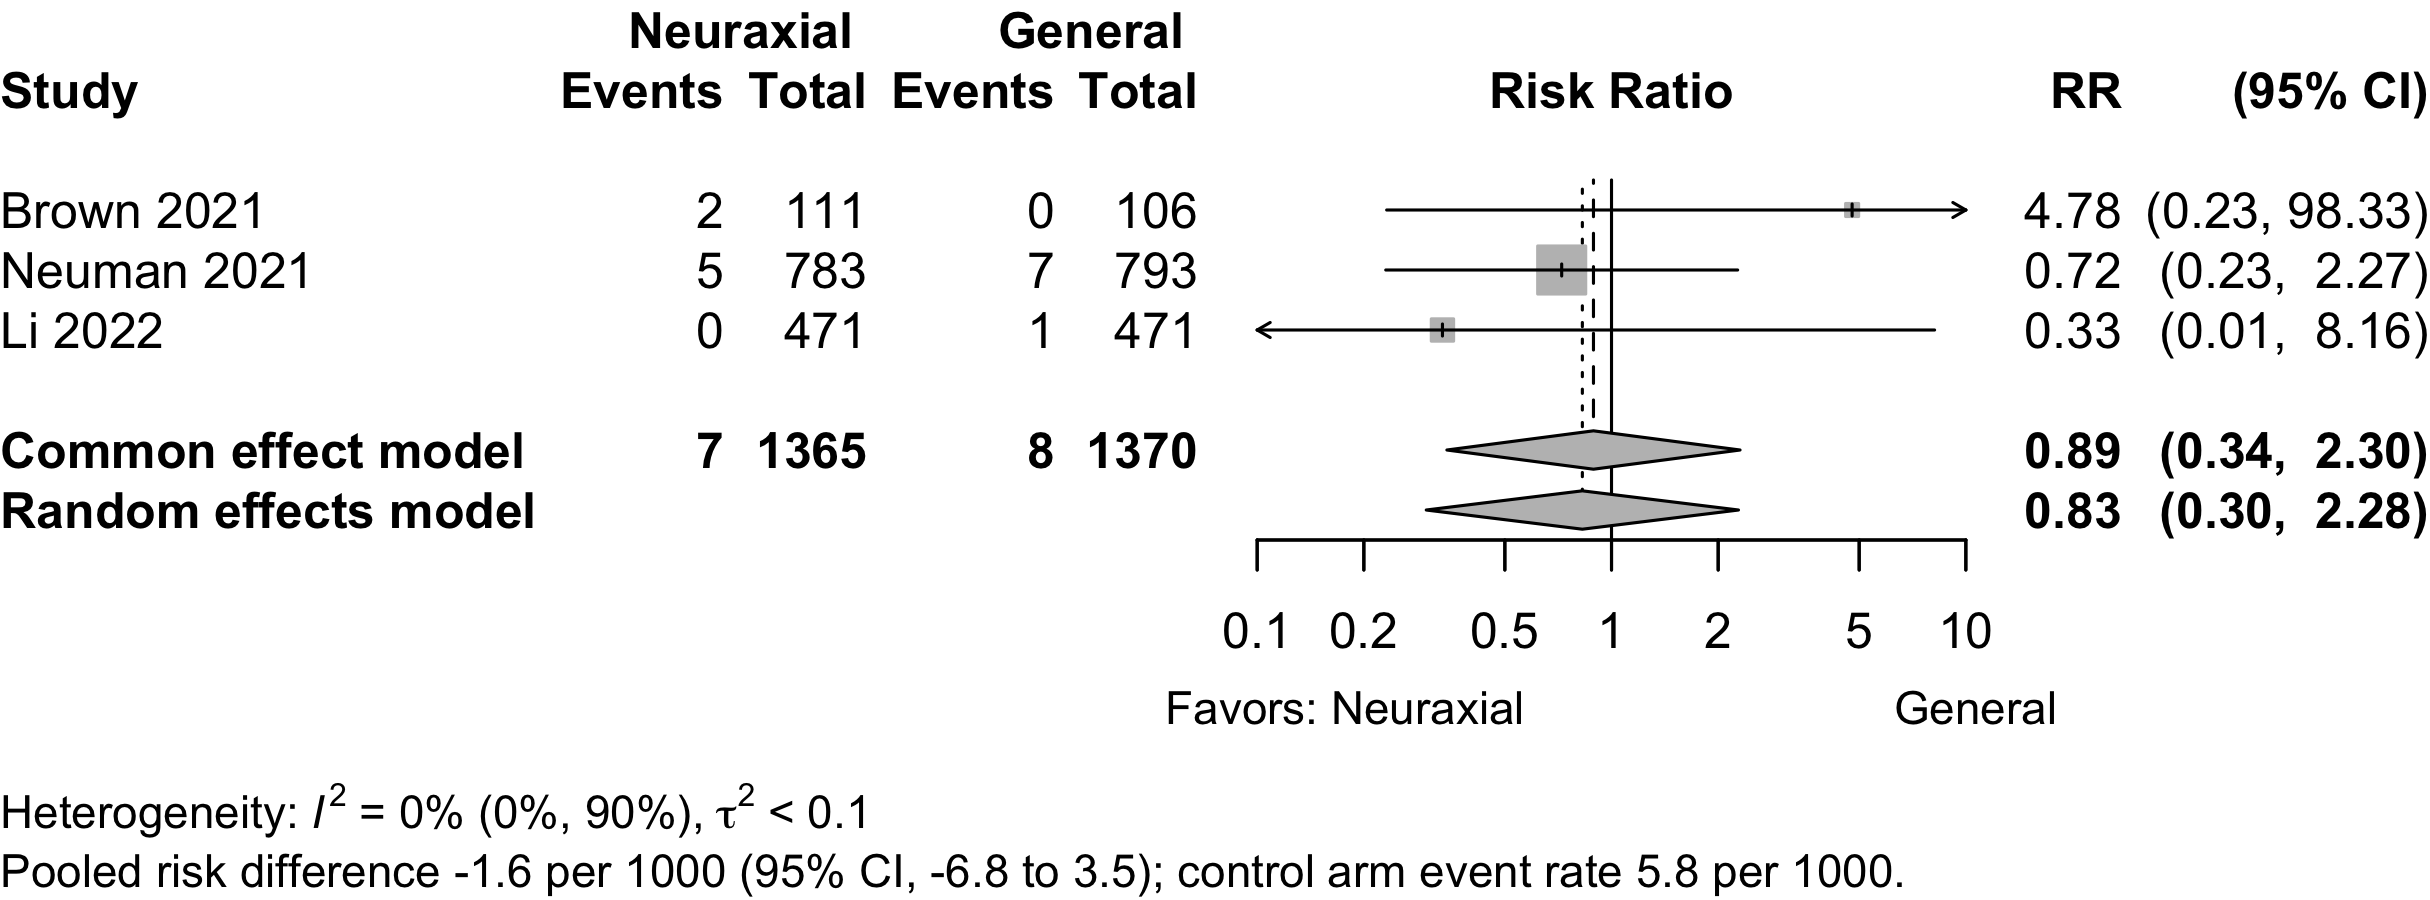 Neuraxial General
Study Events Total Events Total Risk Ratio RR (95% CI)
Brown 2021 2 111 0 106 4.78 (0.23, 98.33)
Neuman 2021 5 783 7 793 0.72 (0.23, 2.27)
Li 2022 0 471 1 471 0.33 (0.01, 8.16)
Common effect model 7 1365 8 1370 0.89 (0.34, 2.30)
Random effects model 0.83 (0.30, 2.28)
0.1 0.2 0.5 1 2 5 10
Favors: Neuraxial General
Heterogeneity: I² = 0% (0%, 90%), τ² < 0.1
Pooled risk difference -1.6 per 1000 (95% CI, -6.8 to 3.5); control arm event rate 5.8 per 1000.